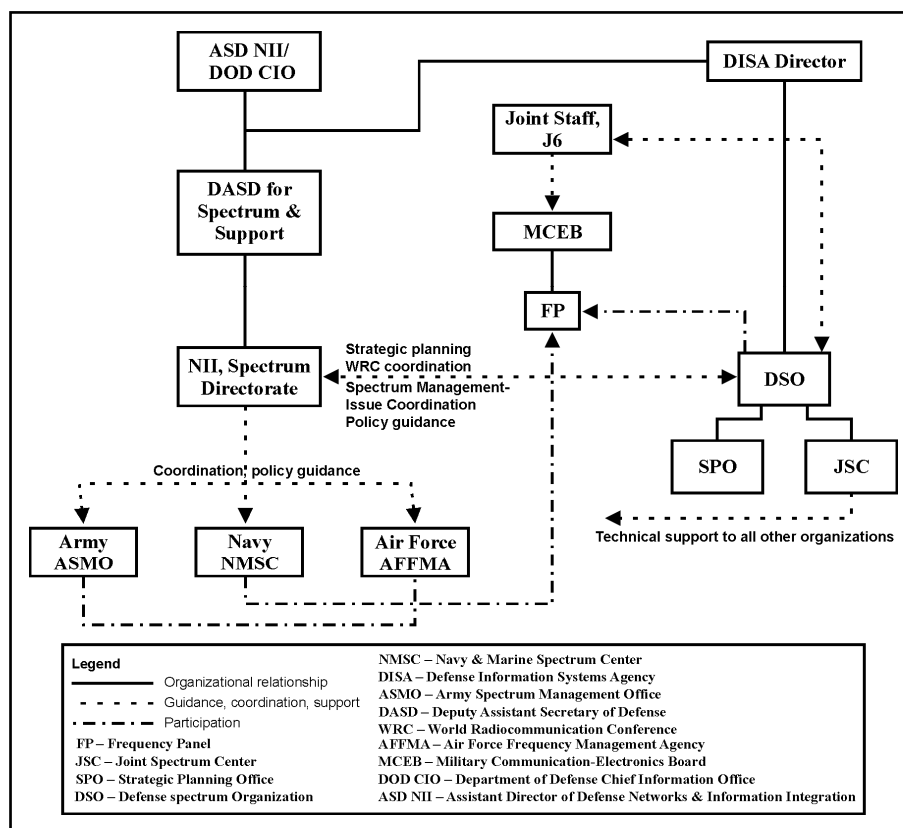 ASD NII/
DOD CIO
DISA Director
Joint Staff,
J6
DASD for
Spectrum &
Support
MCEB
FP
NII, Spectrum
Directorate
Strategic planning
WRC coordination
Spectrum Management-
Issue Coordination
Policy guidance
DSO
SPO
JSC
Coordination, policy guidance
Technical support to all other organizations
Army
ASMO
Navy
NMSC
Air Force
AFFMA
Legend
Organizational relationship
Guidance, coordination, support
Participation
FP – Frequency Panel
JSC – Joint Spectrum Center
SPO – Strategic Planning Office
DSO – Defense spectrum Organization
NMSC – Navy & Marine Spectrum Center
DISA – Defense Information Systems Agency
ASMO – Army Spectrum Management Office
DASD – Deputy Assistant Secretary of Defense
WRC – World Radiocommunication Conference
AFFMA – Air Force Frequency Management Agency
MCEB – Military Communication-Electronics Board
DOD CIO – Department of Defense Chief Information Office
ASD NII – Assistant Director of Defense Networks & Information Integration